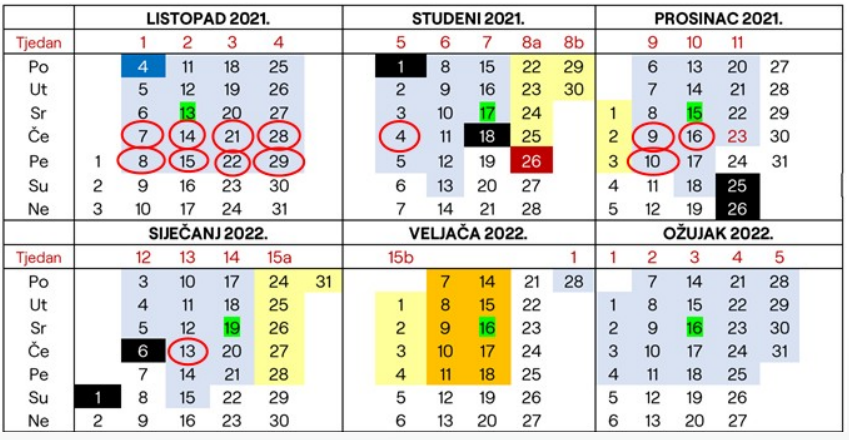 LISTOPAD 2021. STUDENI 2021. PROSINAC 2021.
Tjedan 1 2 3 4 5 6 7 8a 8b 9 10 11
Po 4 11 18 25 1 8 15 22 29 6 13 20 27
Ut 5 12 19 26 2 9 16 23 30 7 14 21 28
Sr 6 13 20 27 3 10 17 24 1 8 15 22 29
Če 7 14 21 28 4 11 18 25 2 9 16 23 30
Pe 1 8 15 22 29 5 12 19 26 3 10 17 24 31
Su 2 9 16 23 30 6 13 20 27 4 11 18 25
Ne 3 10 17 24 31 7 14 21 28 5 12 19 26
SIJEČANJ 2022. VELJAČA 2022. OŽUJAK 2022.
Tjedan 12 13 14 15a 15b 1 1 2 3 4 5
Po 3 10 17 24 31 7 14 21 28 7 14 21 28
Ut 4 11 18 25 1 8 15 22 1 8 15 22 29
Sr 5 12 19 26 2 9 16 23 2 9 16 23 30
Če 6 13 20 27 3 10 17 24 3 10 17 24 31
Pe 7 14 21 28 4 11 18 25 4 11 18 25
Su 1 8 15 22 29 5 12 19 26 5 12 19 26
Ne 2 9 16 23 30 6 13 20 27 6 13 20 27